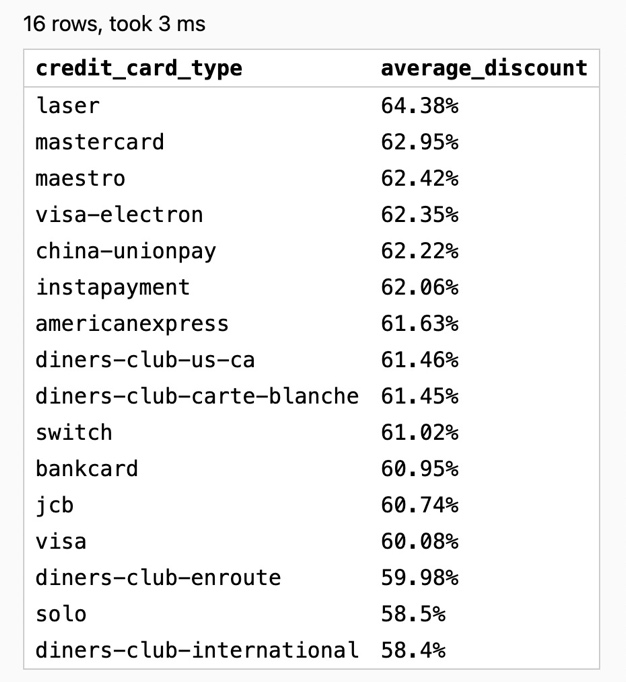 16 rows, took 3 ms
credit_card_type average_discount
laser 64.38%
mastercard 62.95%
maestro 62.42%
visa-electron 62.35%
china-unionpay 62.22%
instapayment 62.06%
americanexpress 61.63%
diners-club-us-ca 61.46%
diners-club-carte-blanche 61.45%
switch 61.02%
bankcard 60.95%
jcb 60.74%
visa 60.08%
diners-club-enroute 59.98%
solo 58.5%
diners-club-international 58.4%